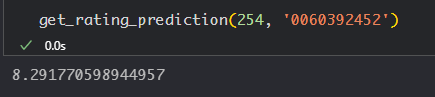 get_rating_prediction(254, '0060392452')
✓ 0.0s
8.291770598944957